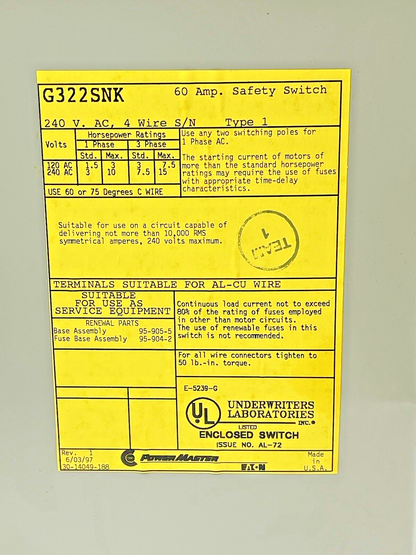 G322SNK 60 Amp. Safety Switch
240 V. AC, 4 Wire S/N Type 1
Volts Horsepower Ratings
1 Phase 3 Phase
Std. Max. Std. Max.
120 AC 1.5 3 3 7.5
240 AC 3 10 7.5 15
USE 60 or 75 Degrees C WIRE
Use any two switching poles for
1 Phase AC.
The starting current of motors of
more than the standard horsepower
ratings may require the use of fuses
with appropriate time-delay
characteristics.
Suitable for use on a circuit capable of
delivering not more than 10,000 RMS
symmetrical amperes, 240 volts maximum.
TEAM
1
TERMINALS SUITABLE FOR AL-CU WIRE
SUITABLE
FOR USE AS
SERVICE EQUIPMENT
RENEWAL PARTS
Base Assembly 95-905-5
Fuse Base Assembly 95-904-2
Continuous load current not to exceed
80% of the rating of fuses employed
in other than motor circuits.
The use of renewable fuses in this
switch is not recommended.
For all wire connectors tighten to
50 lb.-in. torque.
E-5239-G
UL
UNDERWRITERS
LABORATORIES
INC.®
LISTED
ENCLOSED SWITCH
ISSUE NO. AL-72
Rev. 1
6/03/97
30-14049-188
POWERMASTER
EATON
Made
in
U.S.A.